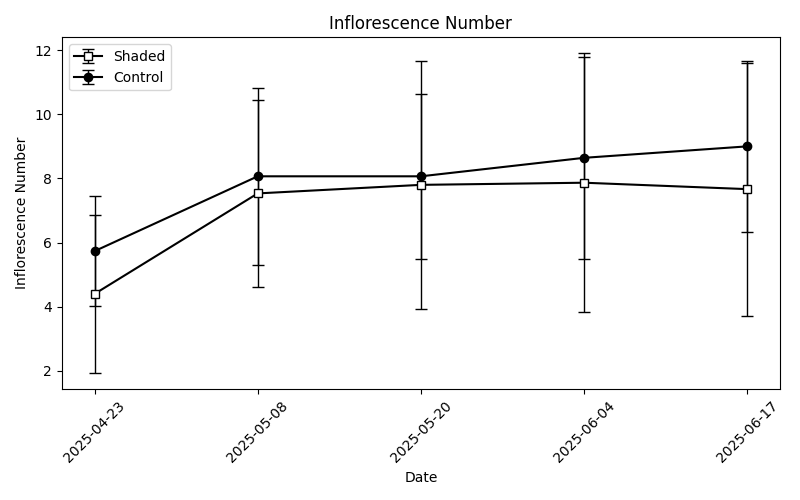 Inflorescence Number
Shaded
Control
Inflorescence Number
12
10
8
6
4
2
2025-04-23
2025-05-08
2025-05-20
2025-06-04
2025-06-17
Date